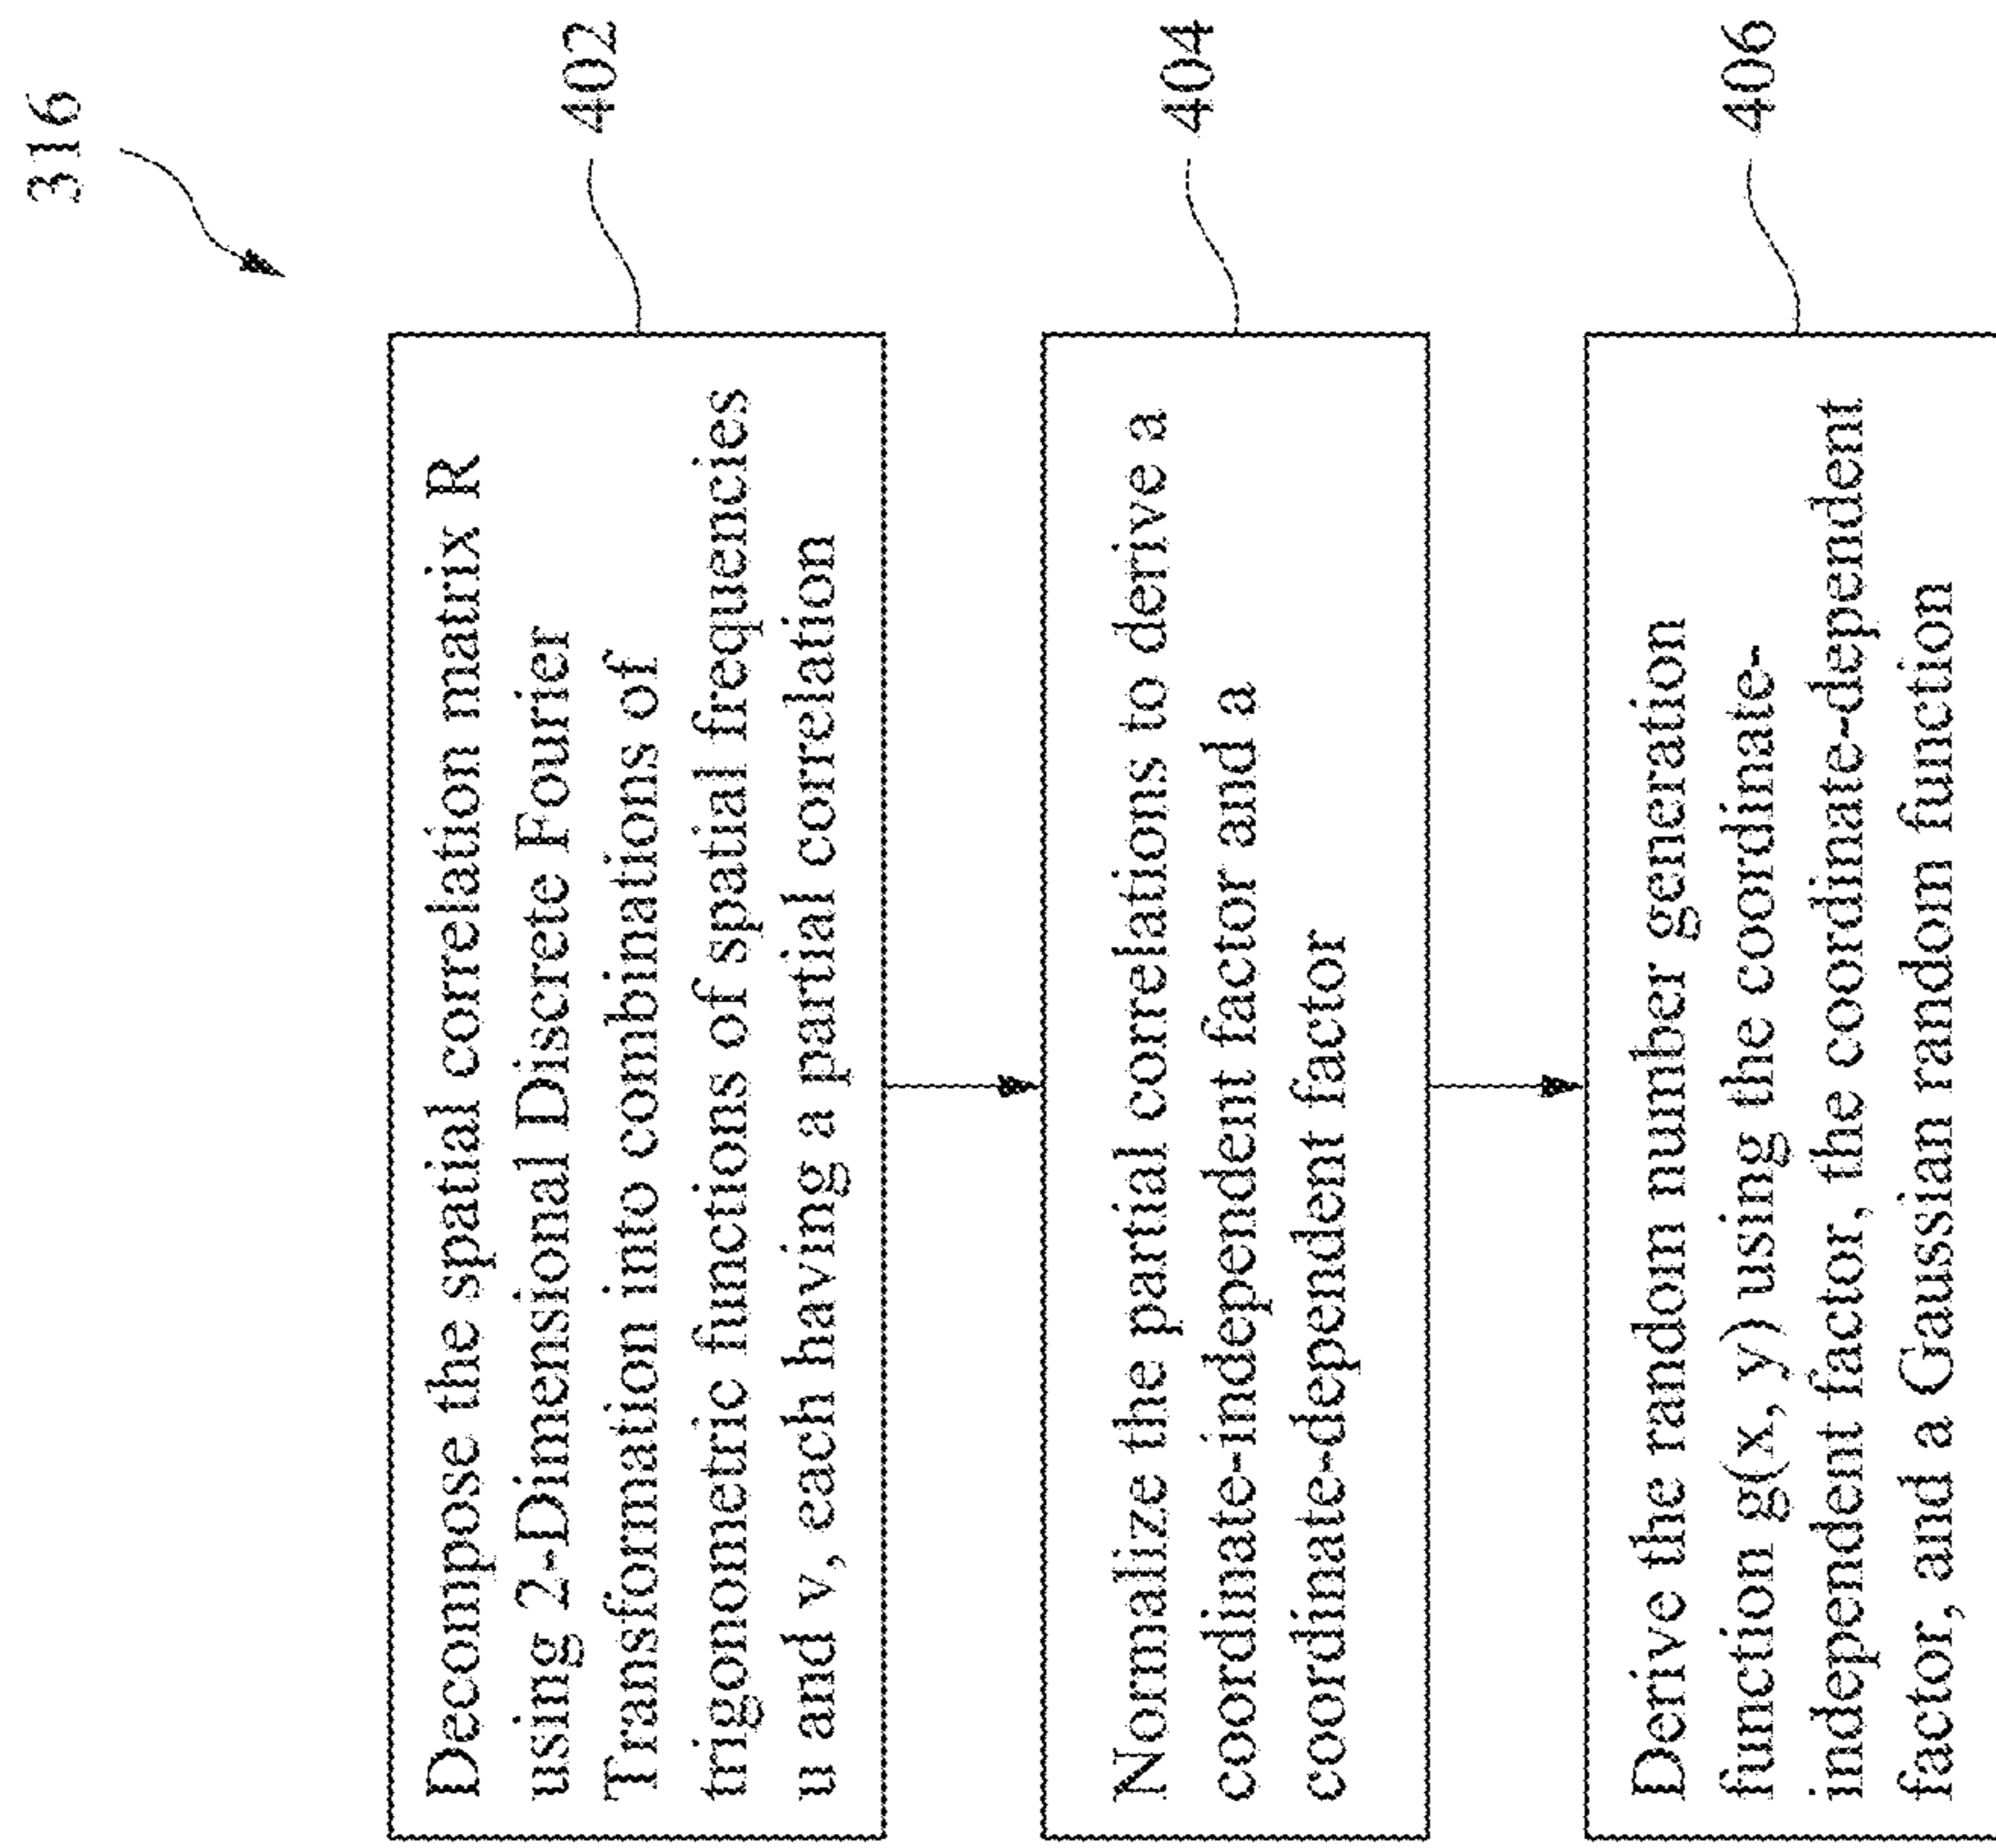 316
Decompose the spatial correlation matrix R
using 2-Dimensional Discrete Fourier
Transformation into combinations of
trigonometric functions of spatial frequencies
u and v, each having a partial correlation
402
Normalize the partial correlations to derive a
coordinate-independent factor and a
coordinate-dependent factor
404
Derive the random number generation
function g(x, y) using the coordinate-
independent factor, the coordinate-dependent
factor, and a Gaussian random function
406